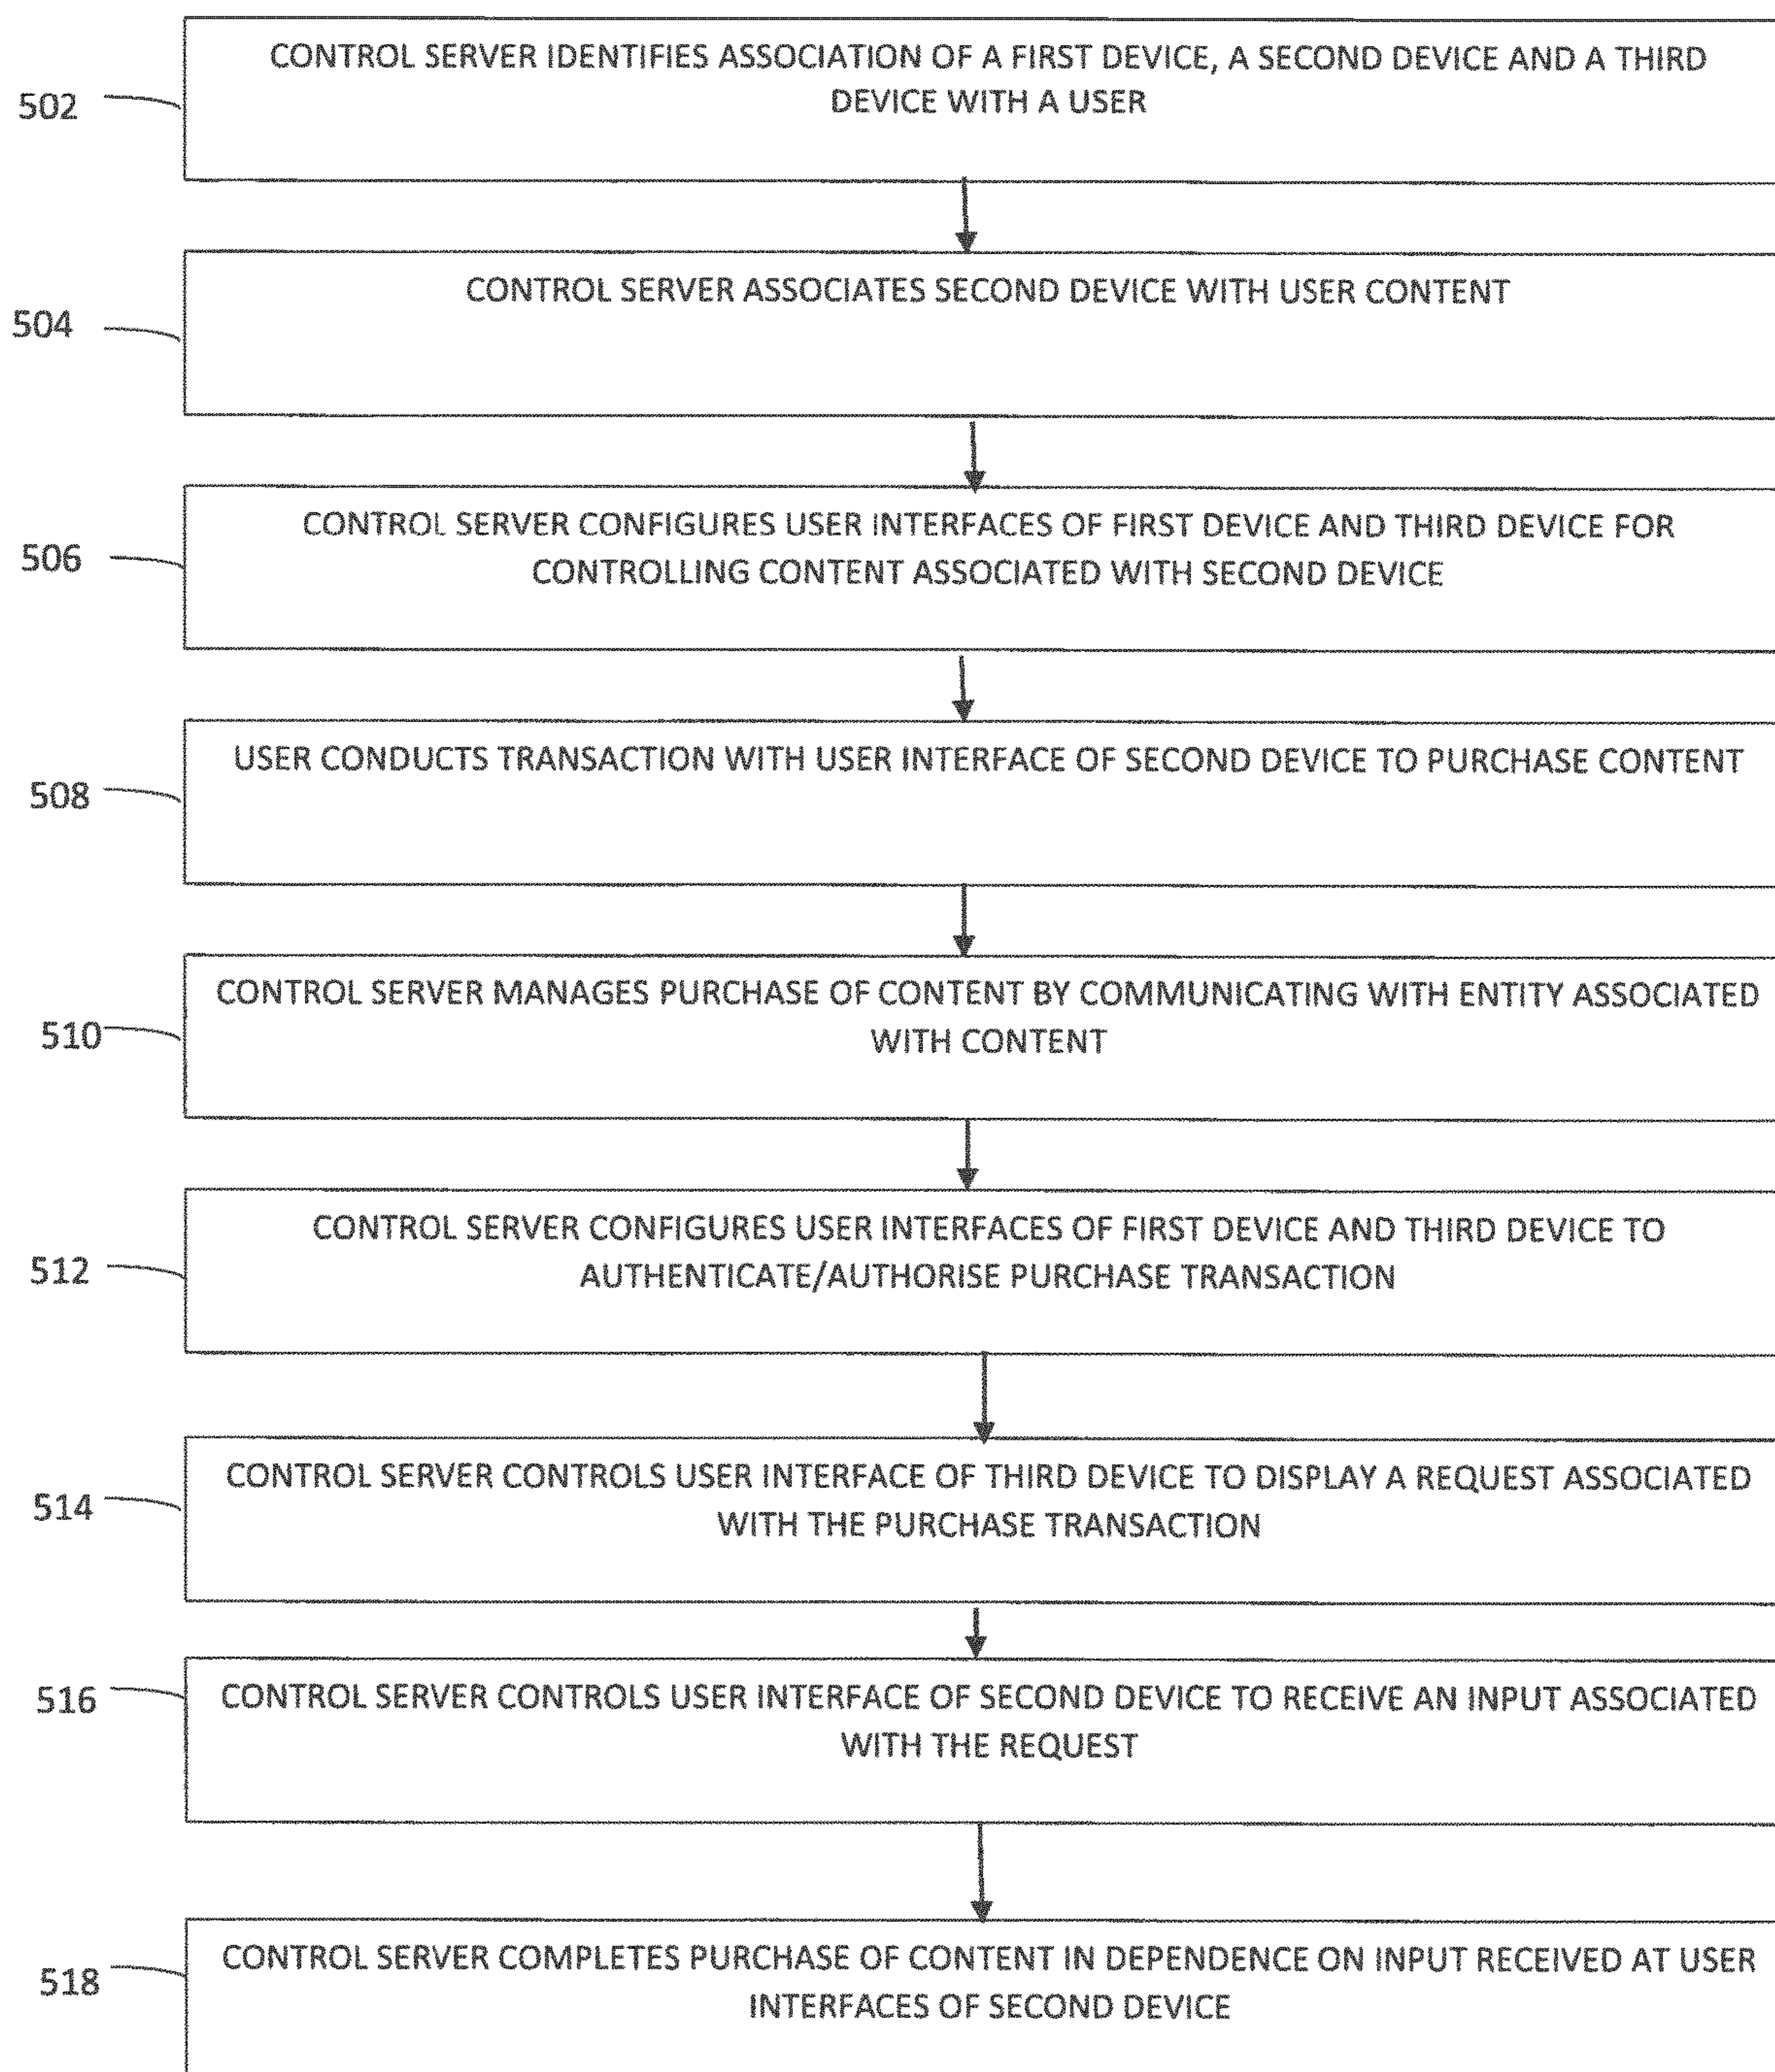 CONTROL SERVER IDENTIFIES ASSOCIATION OF A FIRST DEVICE, A SECOND DEVICE AND A THIRD
DEVICE WITH A USER
502
CONTROL SERVER ASSOCIATES SECOND DEVICE WITH USER CONTENT
504
CONTROL SERVER CONFIGURES USER INTERFACES OF FIRST DEVICE AND THIRD DEVICE FOR
CONTROLLING CONTENT ASSOCIATED WITH SECOND DEVICE
506
USER CONDUCTS TRANSACTION WITH USER INTERFACE OF SECOND DEVICE TO PURCHASE CONTENT
508
CONTROL SERVER MANAGES PURCHASE OF CONTENT BY COMMUNICATING WITH ENTITY ASSOCIATED
WITH CONTENT
510
CONTROL SERVER CONFIGURES USER INTERFACES OF FIRST DEVICE AND THIRD DEVICE TO
AUTHENTICATE/AUTHORISE PURCHASE TRANSACTION
512
CONTROL SERVER CONTROLS USER INTERFACE OF THIRD DEVICE TO DISPLAY A REQUEST ASSOCIATED
WITH THE PURCHASE TRANSACTION
514
CONTROL SERVER CONTROLS USER INTERFACE OF SECOND DEVICE TO RECEIVE AN INPUT ASSOCIATED
WITH THE REQUEST
516
CONTROL SERVER COMPLETES PURCHASE OF CONTENT IN DEPENDENCE ON INPUT RECEIVED AT USER
INTERFACES OF SECOND DEVICE
518